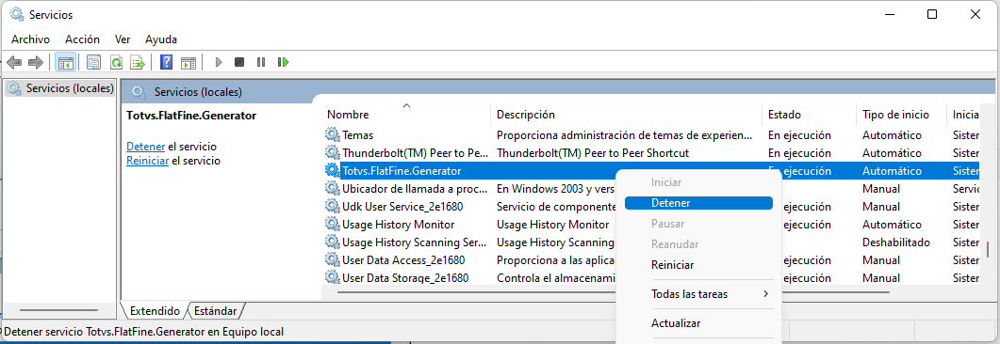 Servicios
Archivo Acción Ver Ayuda
Servicios (locales)
Servicios (locales)
Totvs.FlatFine.Generator
Detener el servicio
Reiniciar el servicio
Nombre Descripción Estado Tipo de inicio Inicia
Temas Proporciona administración de temas de experien... En ejecución Automático Sister
Thunderbolt(TM) Peer to Pe... Thunderbolt(TM) Peer to Peer Shortcut En ejecución Automático Sister
Totvs.FlatFine.Generator En ejecución Automático Sister
Ubicador de llamada a proc... En Windows 2003 y vers Manual Servic
Udk User Service_2e1680 Servicio de componente ejecución Manual Sister
Usage History Monitor Usage History Monitor ejecución Automático Sister
Usage History Scanning Ser... Usage History Scanning Deshabilitado Sister
User Data Access_2e1680 Proporciona a las aplica ejecución Manual Sister
User Data Storage_2e1680 Controla el almacenami ejecución Manual Sister
Iniciar
Detener
Pausar
Reanudar
Reiniciar
Todas las tareas
Actualizar
Extendido Estándar
Detener servicio Totvs.FlatFine.Generator en Equipo local